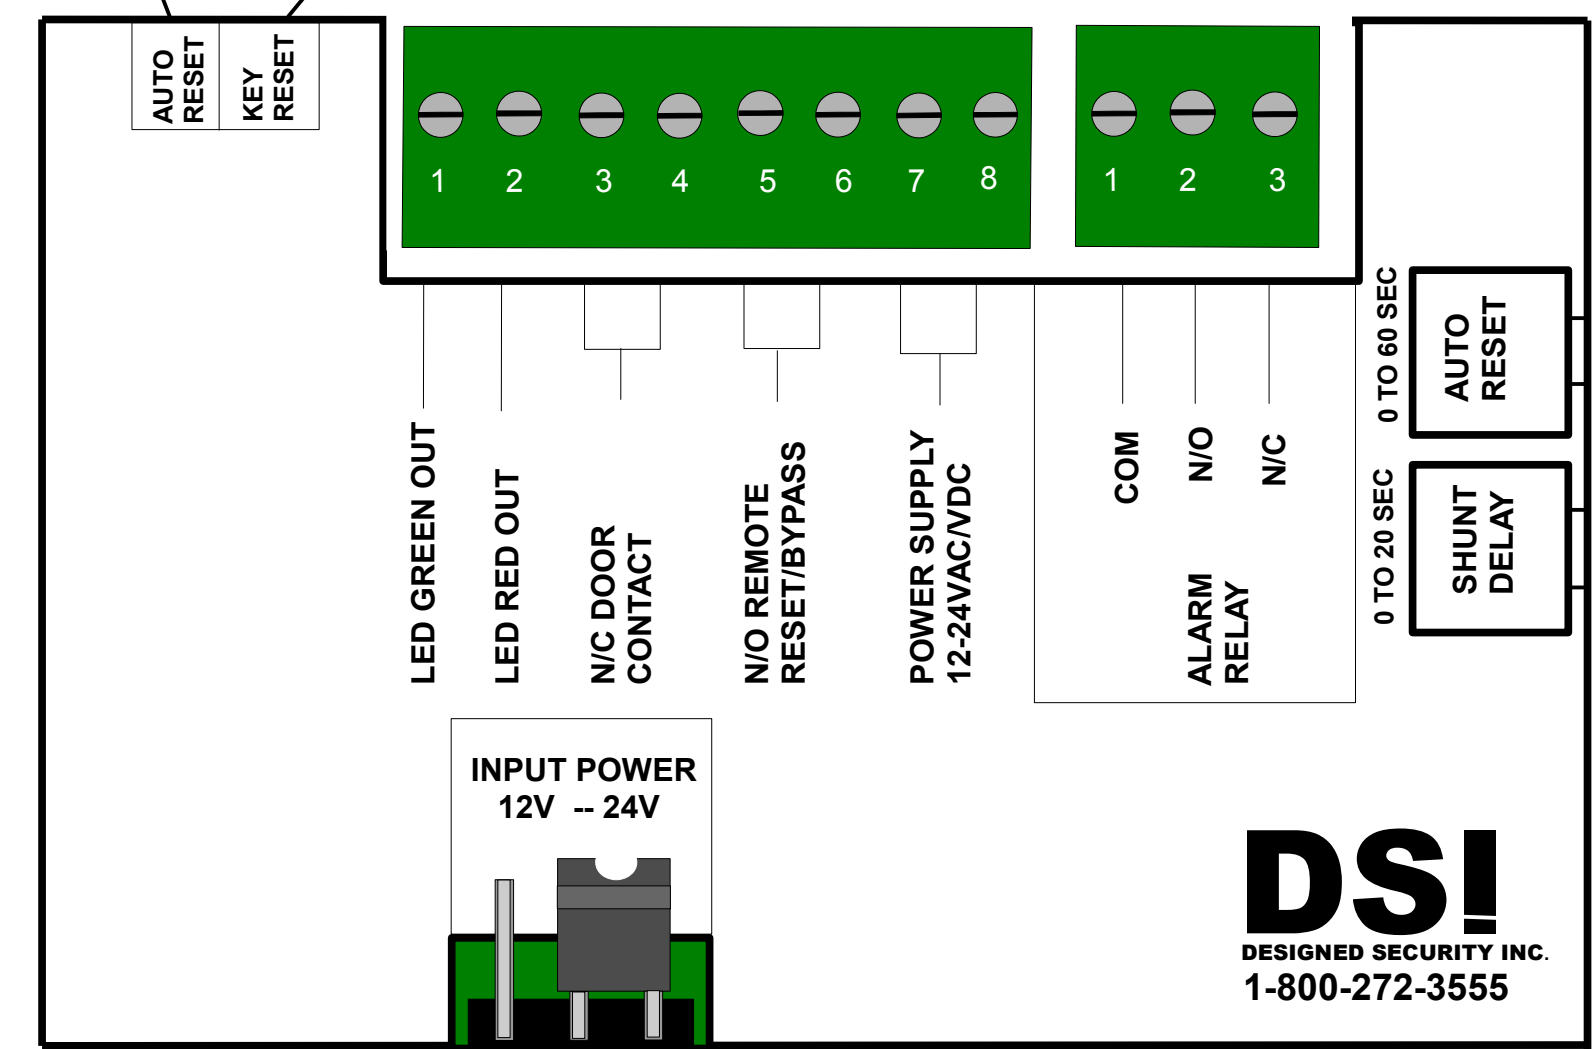 AUTO
RESET
KEY
RESET
1 2 3 4 5 6 7 8
1 2 3
LED GREEN OUT
LED RED OUT
N/C DOOR
CONTACT
N/O REMOTE
RESET/BYPASS
POWER SUPPLY
12-24VAC/VDC
COM
N/O
N/C
ALARM
RELAY
0 TO 60 SEC
AUTO
RESET
0 TO 20 SEC
SHUNT
DELAY
INPUT POWER
12V -- 24V
DSI
DESIGNED SECURITY INC.
1-800-272-3555